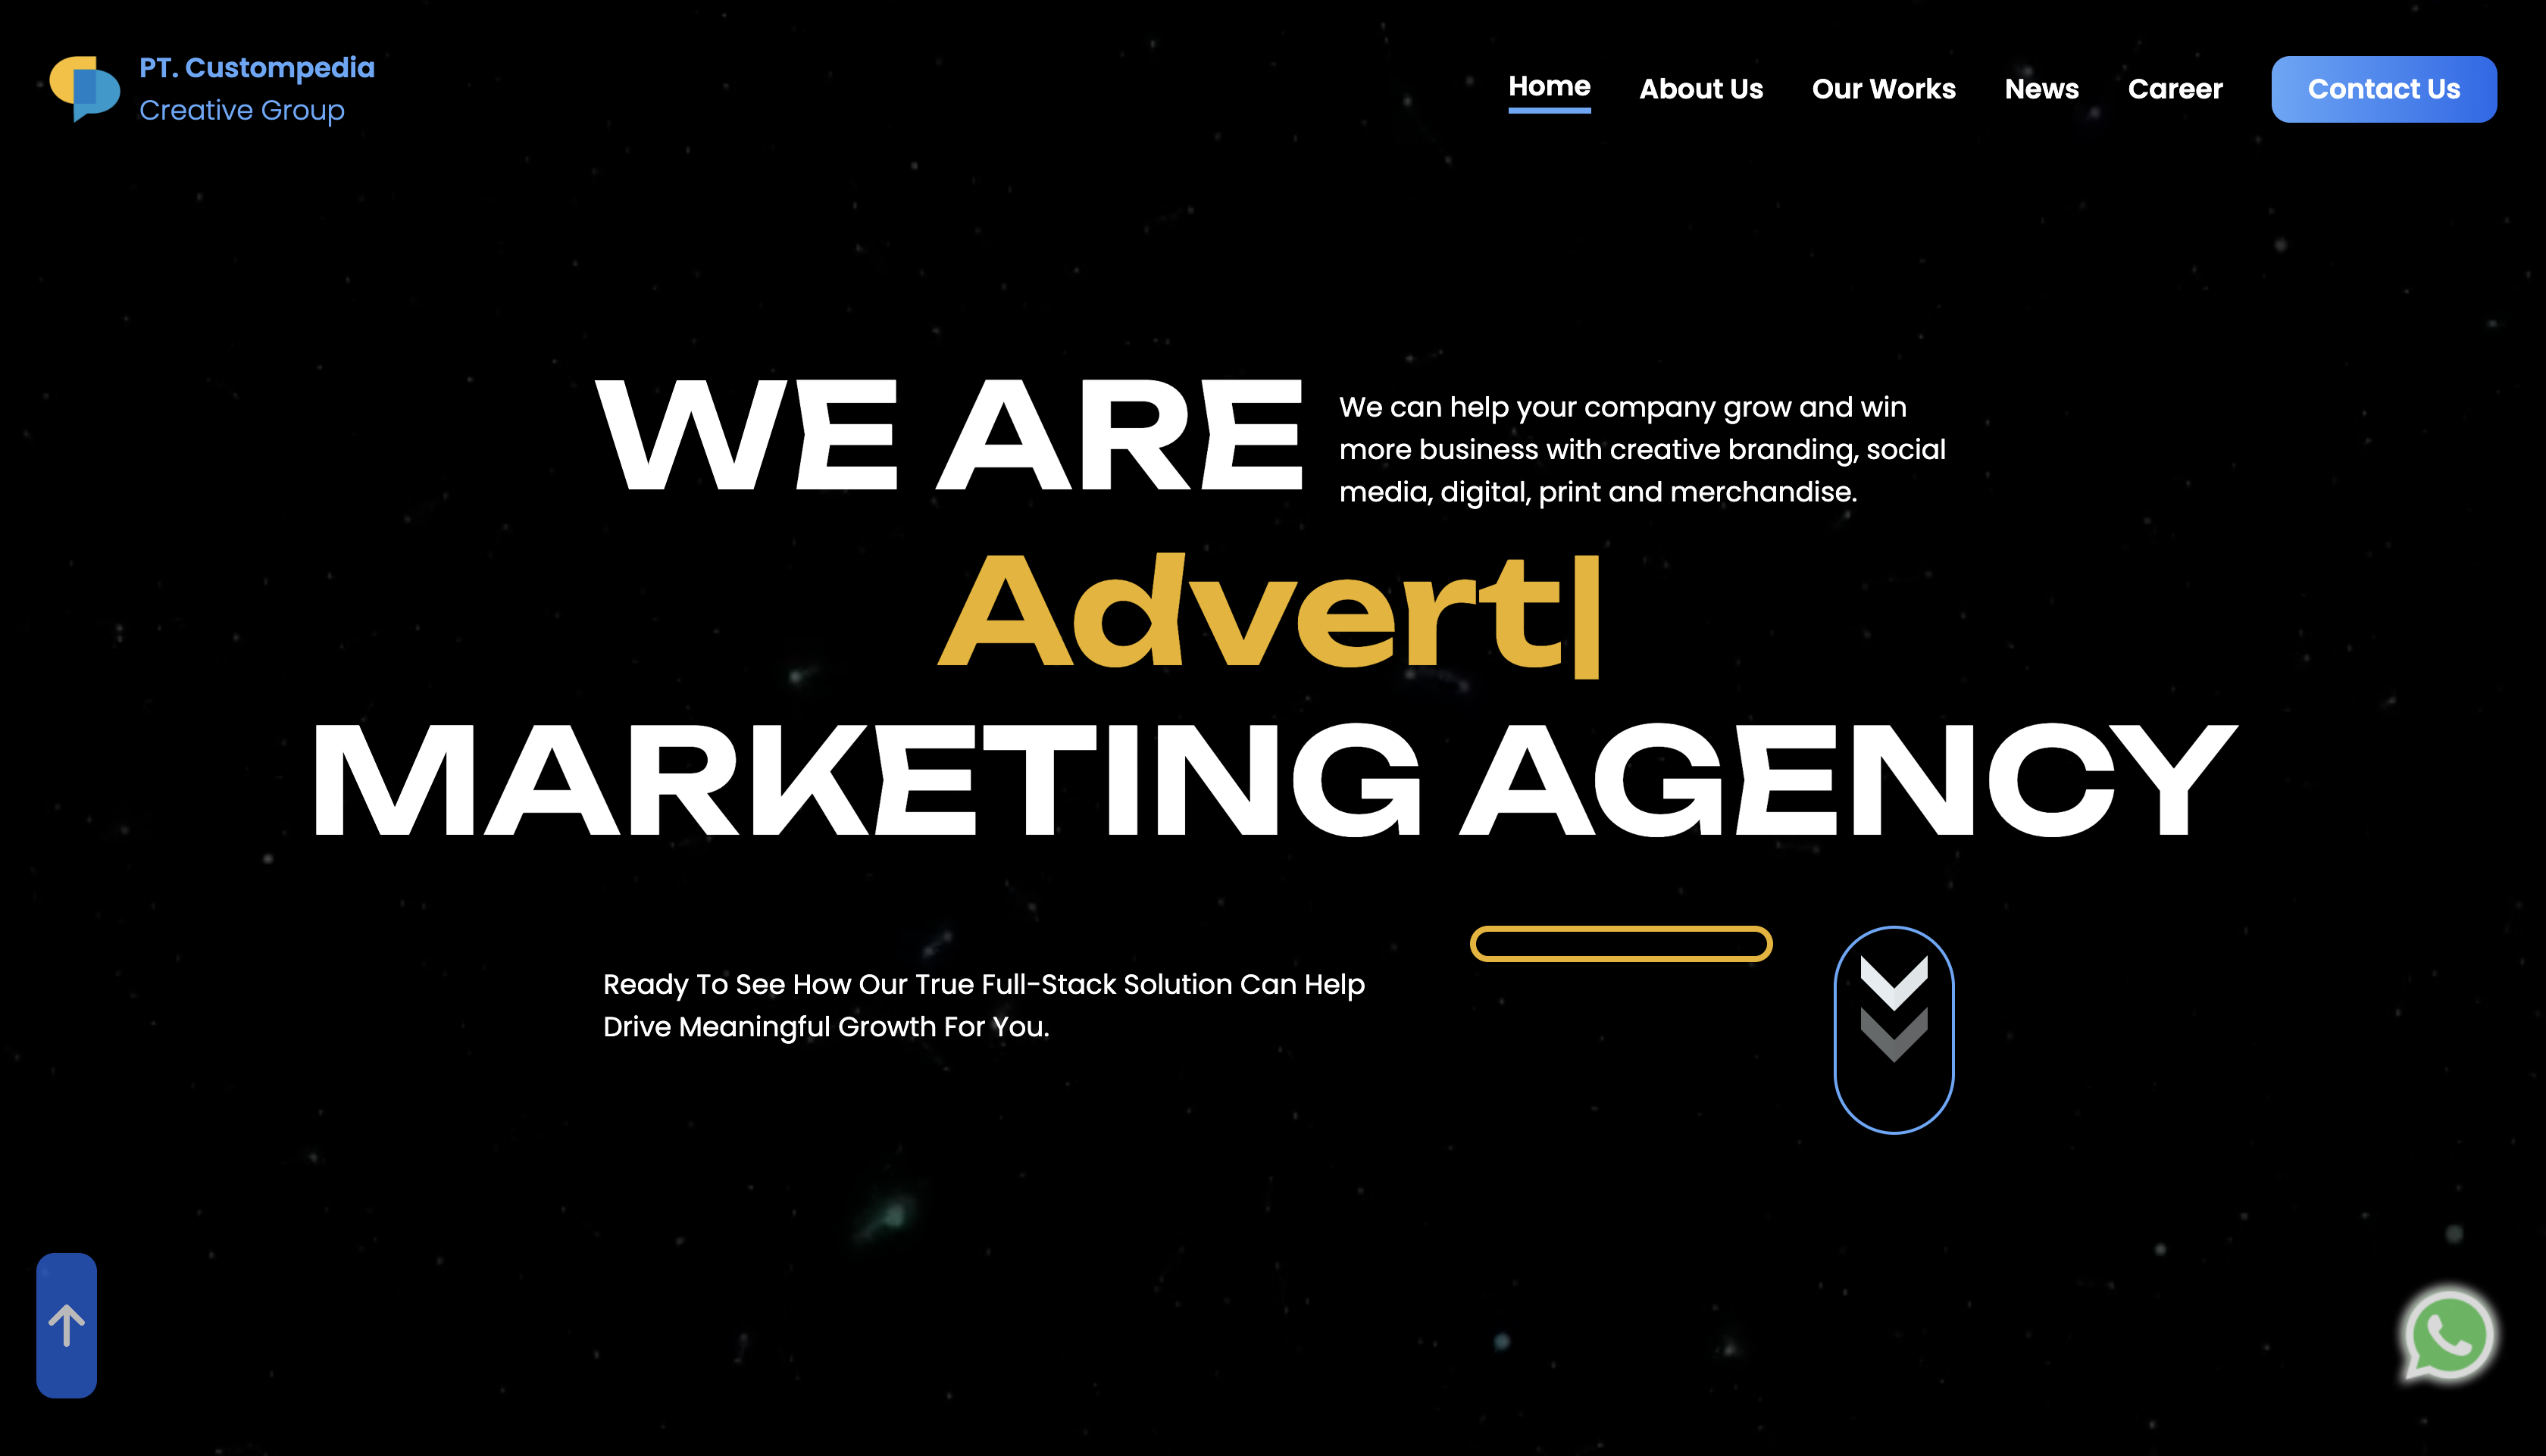 PT. Custompedia
Creative Group
Home
About Us
Our Works
News
Career
Contact Us
WE ARE
We can help your company grow and win
more business with creative branding, social
media, digital, print and merchandise.
Advert|
MARKETING AGENCY
Ready To See How Our True Full-Stack Solution Can Help
Drive Meaningful Growth For You.